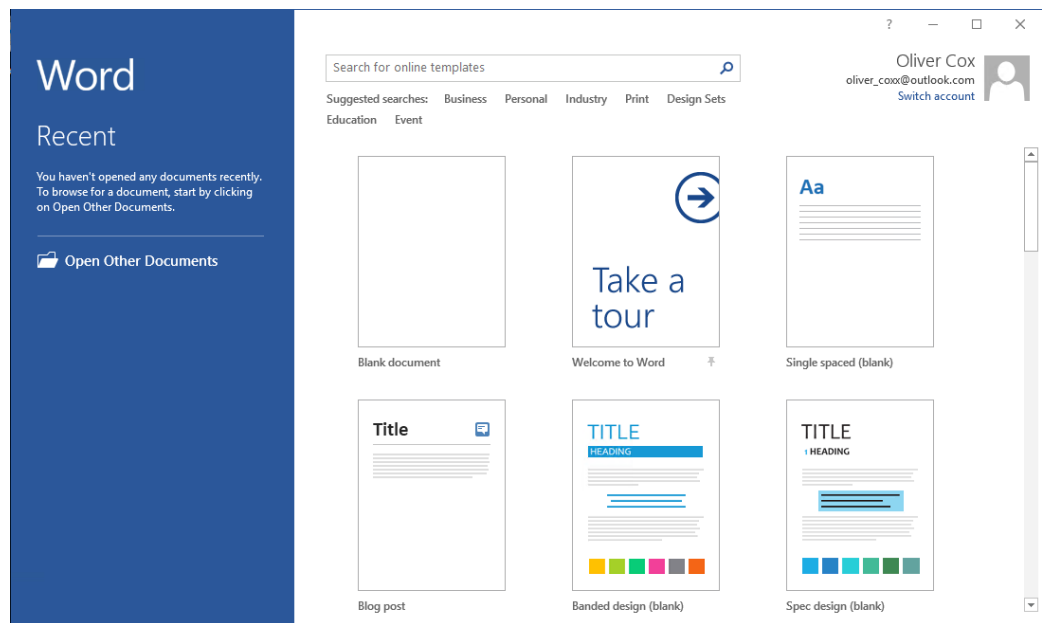 ?
Word
Recent
You haven't opened any documents recently.
To browse for a document, start by clicking
on Open Other Documents.
Open Other Documents
Search for online templates
Suggested searches: Business Personal Industry Print Design Sets
Education Event
Oliver Cox
oliver_coxx@outlook.com
Switch account
Take a
tour
Aa
Blank document
Welcome to Word
Single spaced (blank)
Title
TITLE
HEADING
TITLE
HEADING
Blog post
Banded design (blank)
Spec design (blank)